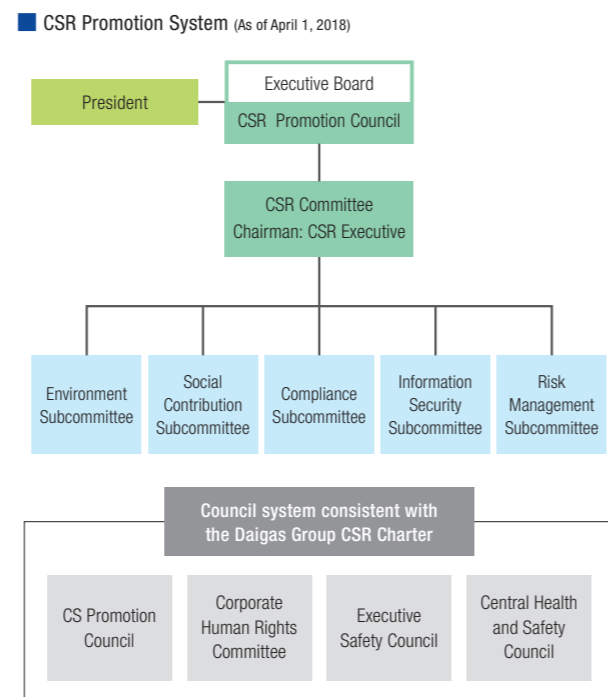 CSR Promotion System (As of April 1, 2018)
President
Executive Board
CSR Promotion Council
CSR Committee
Chairman: CSR Executive
Environment
Subcommittee
Social
Contribution
Subcommittee
Compliance
Subcommittee
Information
Security
Subcommittee
Risk
Management
Subcommittee
Council system consistent with
the Daigas Group CSR Charter
CS Promotion
Council
Corporate
Human Rights
Committee
Executive
Safety Council
Central Health
and Safety
Council